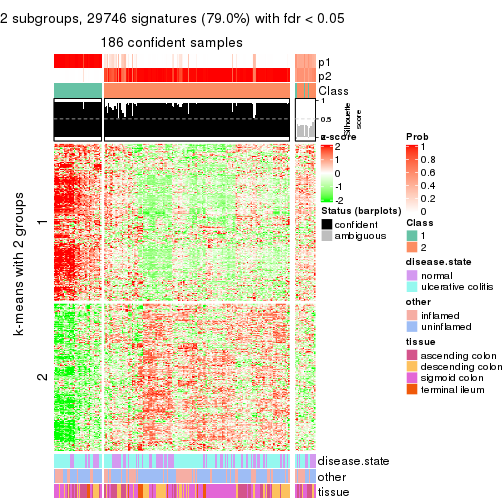 2 subgroups, 29746 signatures (79.0%) with fdr < 0.05
186 confident samples
p1
p2
Class
1
0.5
0
Silhouette
score
k-means with 2 groups
1
2
z-score
2
1
0
-1
-2
Status (barplots)
confident
ambiguous
Prob
1
0.8
0.6
0.4
0.2
0
Class
1
2
disease.state
normal
ulcerative colitis
other
inflamed
uninflamed
tissue
ascending colon
descending colon
sigmoid colon
terminal ileum
disease.state
other
tissue